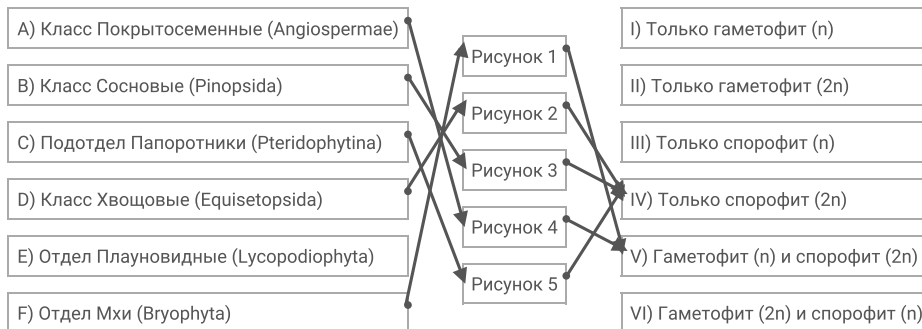 A) Класс Покрытосеменные (Angiospermae)
B) Класс Сосновые (Pinopsida)
C) Подотдел Папоротники (Pteridophytina)
D) Класс Хвощовые (Equisetopsida)
E) Отдел Плауновидные (Lycopodiophyta)
F) Отдел Мхи (Bryophyta)
Рисунок 1
Рисунок 2
Рисунок 3
Рисунок 4
Рисунок 5
I) Только гаметофит (n)
II) Только гаметофит (2n)
III) Только спорофит (n)
IV) Только спорофит (2n)
V) Гаметофит (n) и спорофит (2n)
VI) Гаметофит (2n) и спорофит (n)